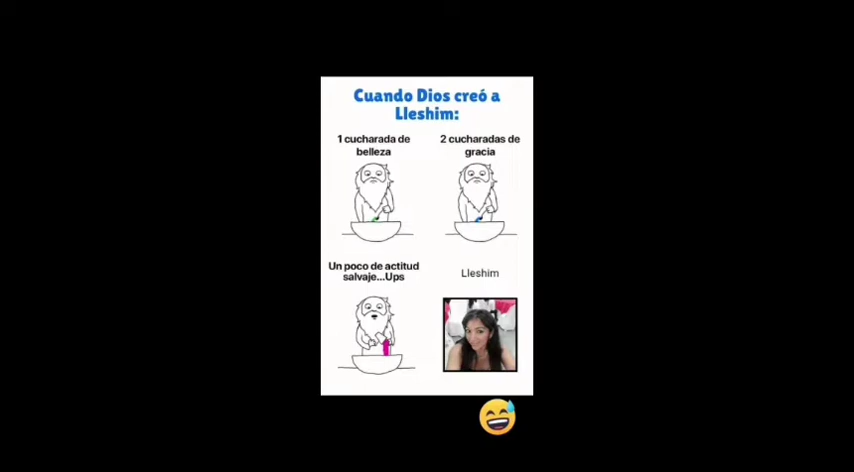 Cuando Dios creó a
Lleshim:
1 cucharada de
belleza
2 cucharadas de
gracia
Un poco de actitud
salvaje...Ups
Lleshim